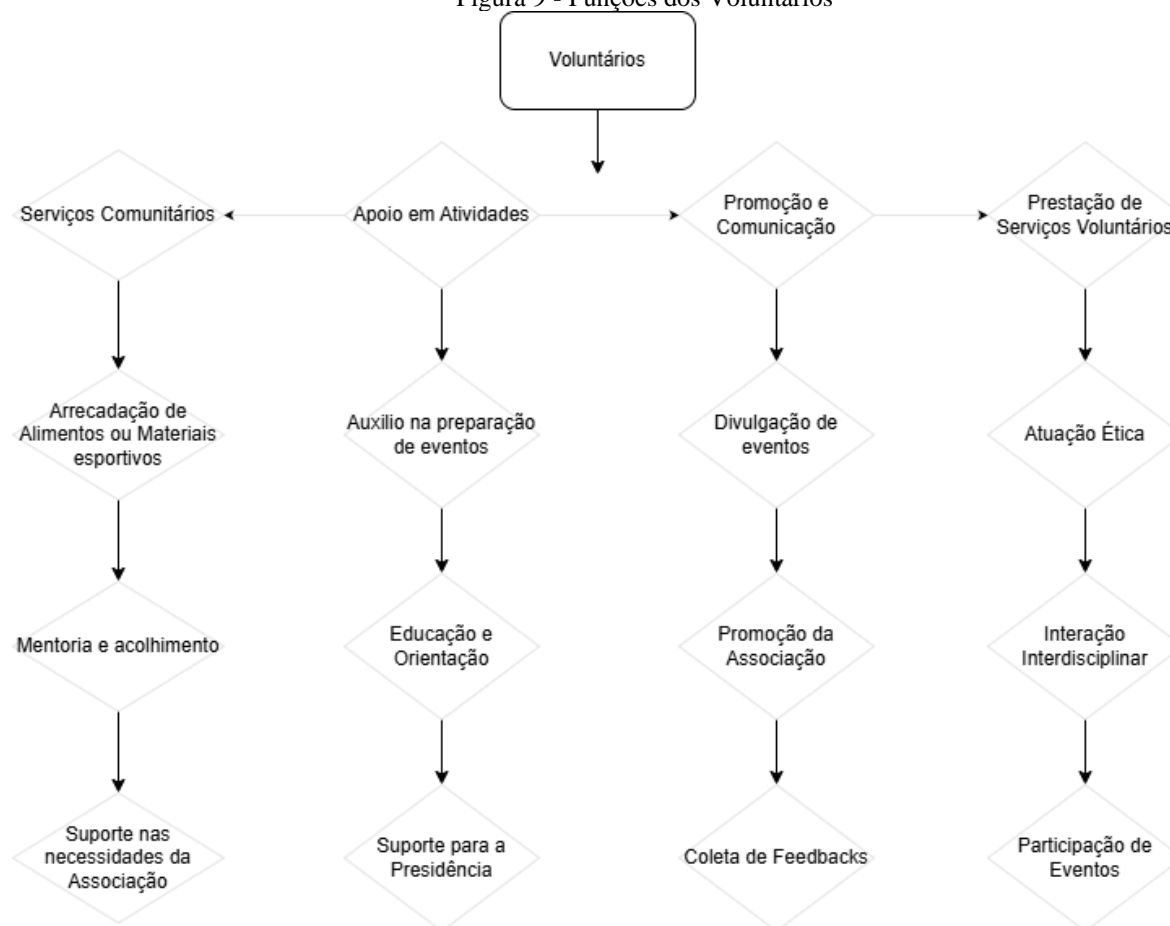 Figura 9 - Funções dos Voluntários
Voluntários
Serviços Comunitários
Apoio em Atividades
Promoção e
Comunicação
Prestação de
Serviços Voluntários
Arrecadação de
Alimentos ou Materiais
esportivos
Auxilio na preparação
de eventos
Divulgação de
eventos
Atuação Ética
Mentoria e acolhimento
Educação e
Orientação
Promoção da
Associação
Interação
Interdisciplinar
Suporte nas
necessidades da
Associação
Suporte para a
Presidência
Coleta de Feedbacks
Participação de
Eventos